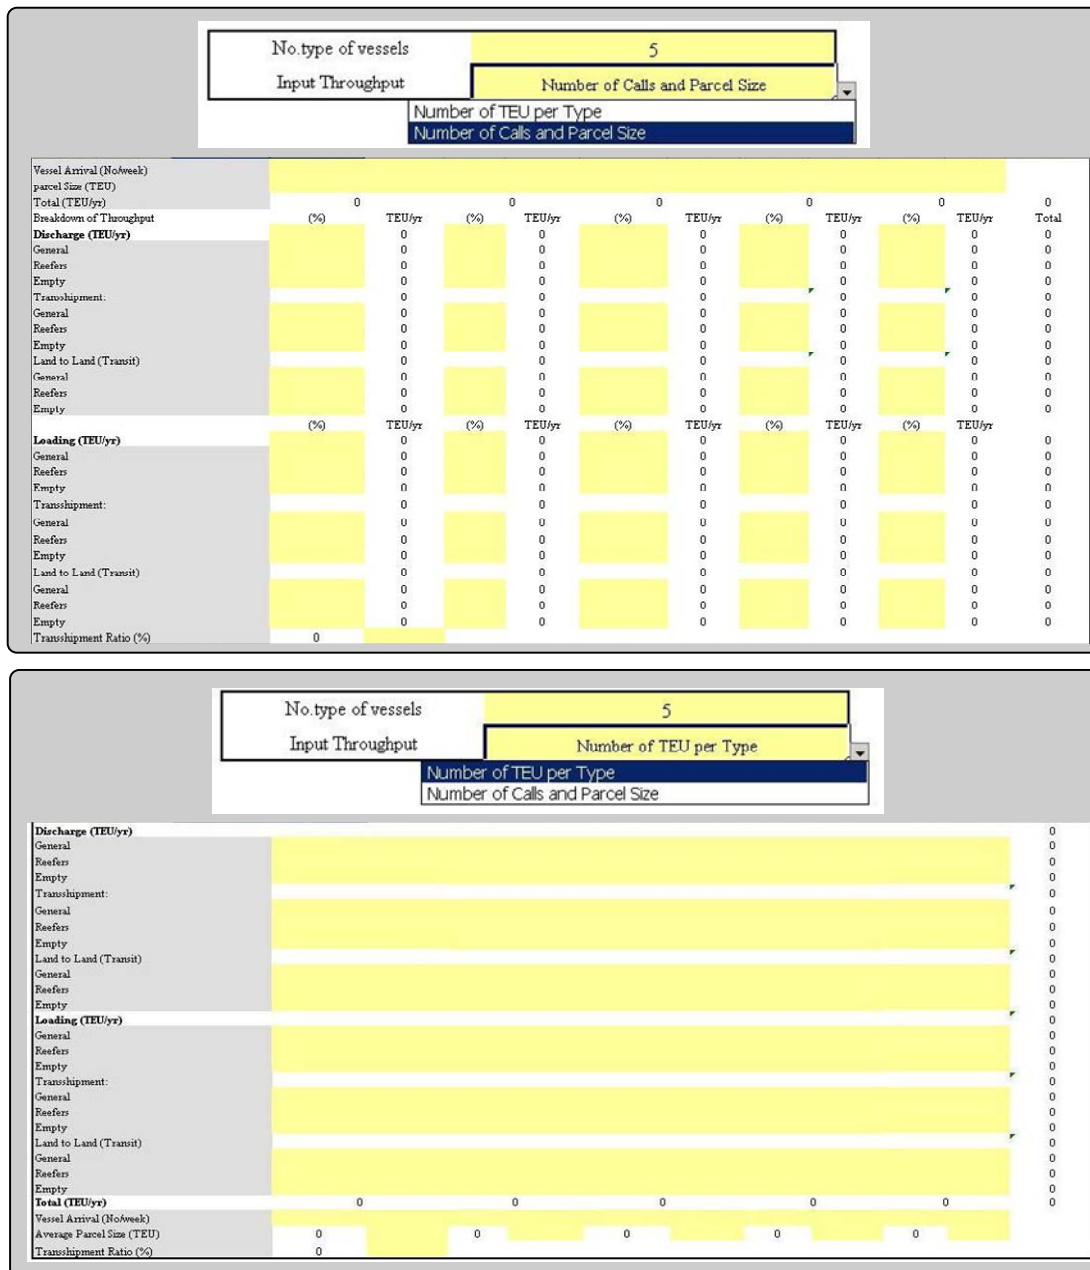 No.type of vessels 5
Input Throughput Number of Calls and Parcel Size
Number of TEU per Type
Number of Calls and Parcel Size
Vessel Arrival (No/week)
parcel Size (TEU)
Total (TEU/yr) 0 0 0 0 0 0
Breakdown of Throughput (%) TEU/yr (%) TEU/yr (%) TEU/yr (%) TEU/yr (%) TEU/yr Total
Discharge (TEU/yr) 0 0 0 0 0 0
General 0 0 0 0 0 0
Reefers 0 0 0 0 0 0
Empty 0 0 0 0 0 0
Transshipment: 0 0 0 0 0 0
General 0 0 0 0 0 0
Reefers 0 0 0 0 0 0
Empty 0 0 0 0 0 0
Land to Land (Transit) 0 0 0 0 0 0
General 0 0 0 0 0 0
Reefers 0 0 0 0 0 0
Empty 0 0 0 0 0 0
(%) TEU/yr (%) TEU/yr (%) TEU/yr (%) TEU/yr (%) TEU/yr
Loading (TEU/yr) 0 0 0 0 0 0
General 0 0 0 0 0 0
Reefers 0 0 0 0 0 0
Empty 0 0 0 0 0 0
Transshipment: 0 0 0 0 0 0
General 0 0 0 0 0 0
Reefers 0 0 0 0 0 0
Empty 0 0 0 0 0 0
Land to Land (Transit) 0 0 0 0 0 0
General 0 0 0 0 0 0
Reefers 0 0 0 0 0 0
Empty 0 0 0 0 0 0
Transshipment Ratio (%) 0
No.type of vessels 5
Input Throughput Number of TEU per Type
Number of TEU per Type
Number of Calls and Parcel Size
Discharge (TEU/yr) 0
General 0
Reefers 0
Empty 0
Transshipment: 0
General 0
Reefers 0
Empty 0
Land to Land (Transit) 0
General 0
Reefers 0
Empty 0
Loading (TEU/yr) 0
General 0
Reefers 0
Empty 0
Transshipment: 0
General 0
Reefers 0
Empty 0
Land to Land (Transit) 0
General 0
Reefers 0
Empty 0
Total (TEU/yr) 0 0 0 0 0 0
Vessel Arrival (No/week)
Average Parcel Size (TEU) 0 0 0 0 0
Transshipment Ratio (%) 0